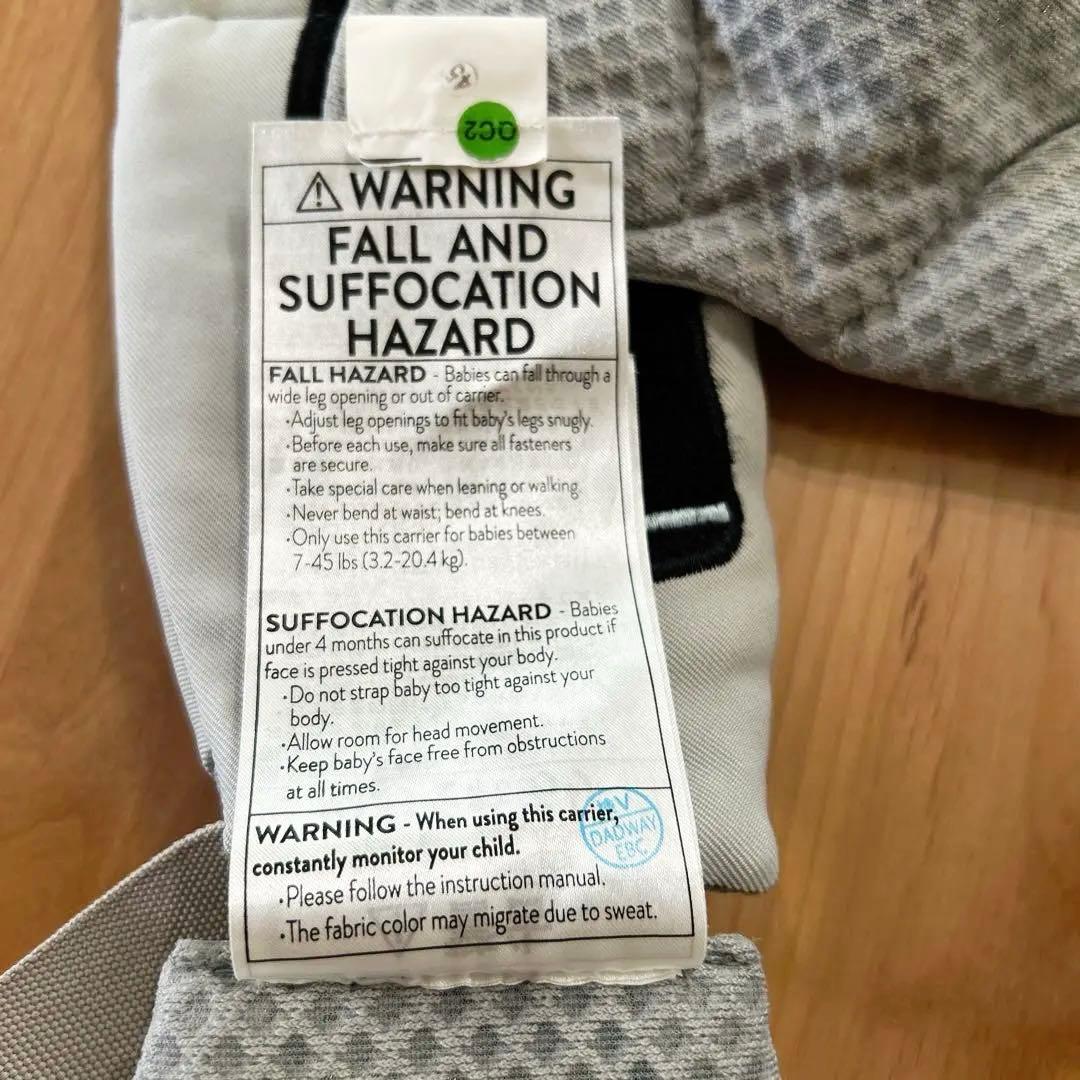 QC2
⚠ WARNING
FALL AND
SUFFOCATION
HAZARD
FALL HAZARD - Babies can fall through a
wide leg opening or out of carrier.
•Adjust leg openings to fit baby's legs snugly.
•Before each use, make sure all fasteners
are secure.
•Take special care when leaning or walking.
•Never bend at waist; bend at knees.
•Only use this carrier for babies between
7-45 lbs (3.2-20.4 kg).
SUFFOCATION HAZARD - Babies
under 4 months can suffocate in this product if
face is pressed tight against your body.
•Do not strap baby too tight against your
body.
•Allow room for head movement.
•Keep baby's face free from obstructions
at all times.
WARNING - When using this carrier,
constantly monitor your child.
•Please follow the instruction manual.
•The fabric color may migrate due to sweat.
DADWAY
EBC